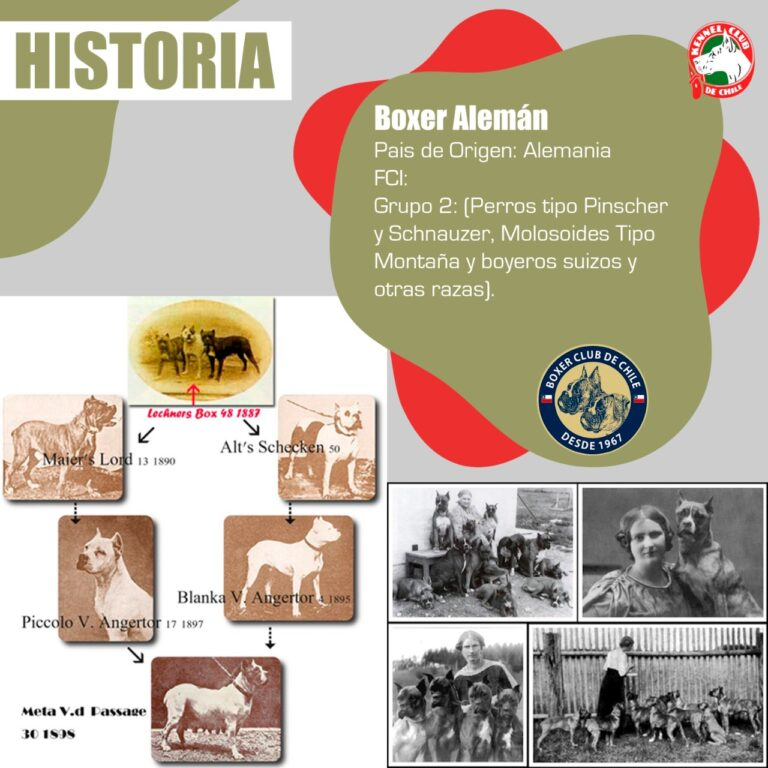 HISTORIA
KENNEL CLUB
DE CHILE
Boxer Alemán
Pais de Origen: Alemania
FCI:
Grupo 2: (Perros tipo Pinscher
y Schnauzer, Molosoides Tipo
Montaña y boyeros suizos y
otras razas).
BOXER CLUB DE CHILE
DESDE 1967
Lechners Box 48 1887
Maier's Lord 13 1890
Alt's Schecken 50
Piccolo V. Angertor 17 1897
Blanka V. Angertor 4 1895
Meta V.d Passage
30 1898